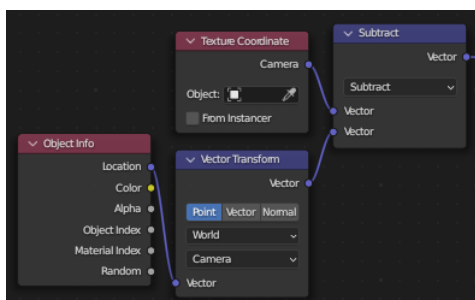 Texture Coordinate
Camera
Object:
From Instancer
Subtract
Vector
Subtract
Vector
Vector
Object Info
Location
Color
Alpha
Object Index
Material Index
Random
Vector Transform
Vector
Point Vector Normal
World
Camera
Vector